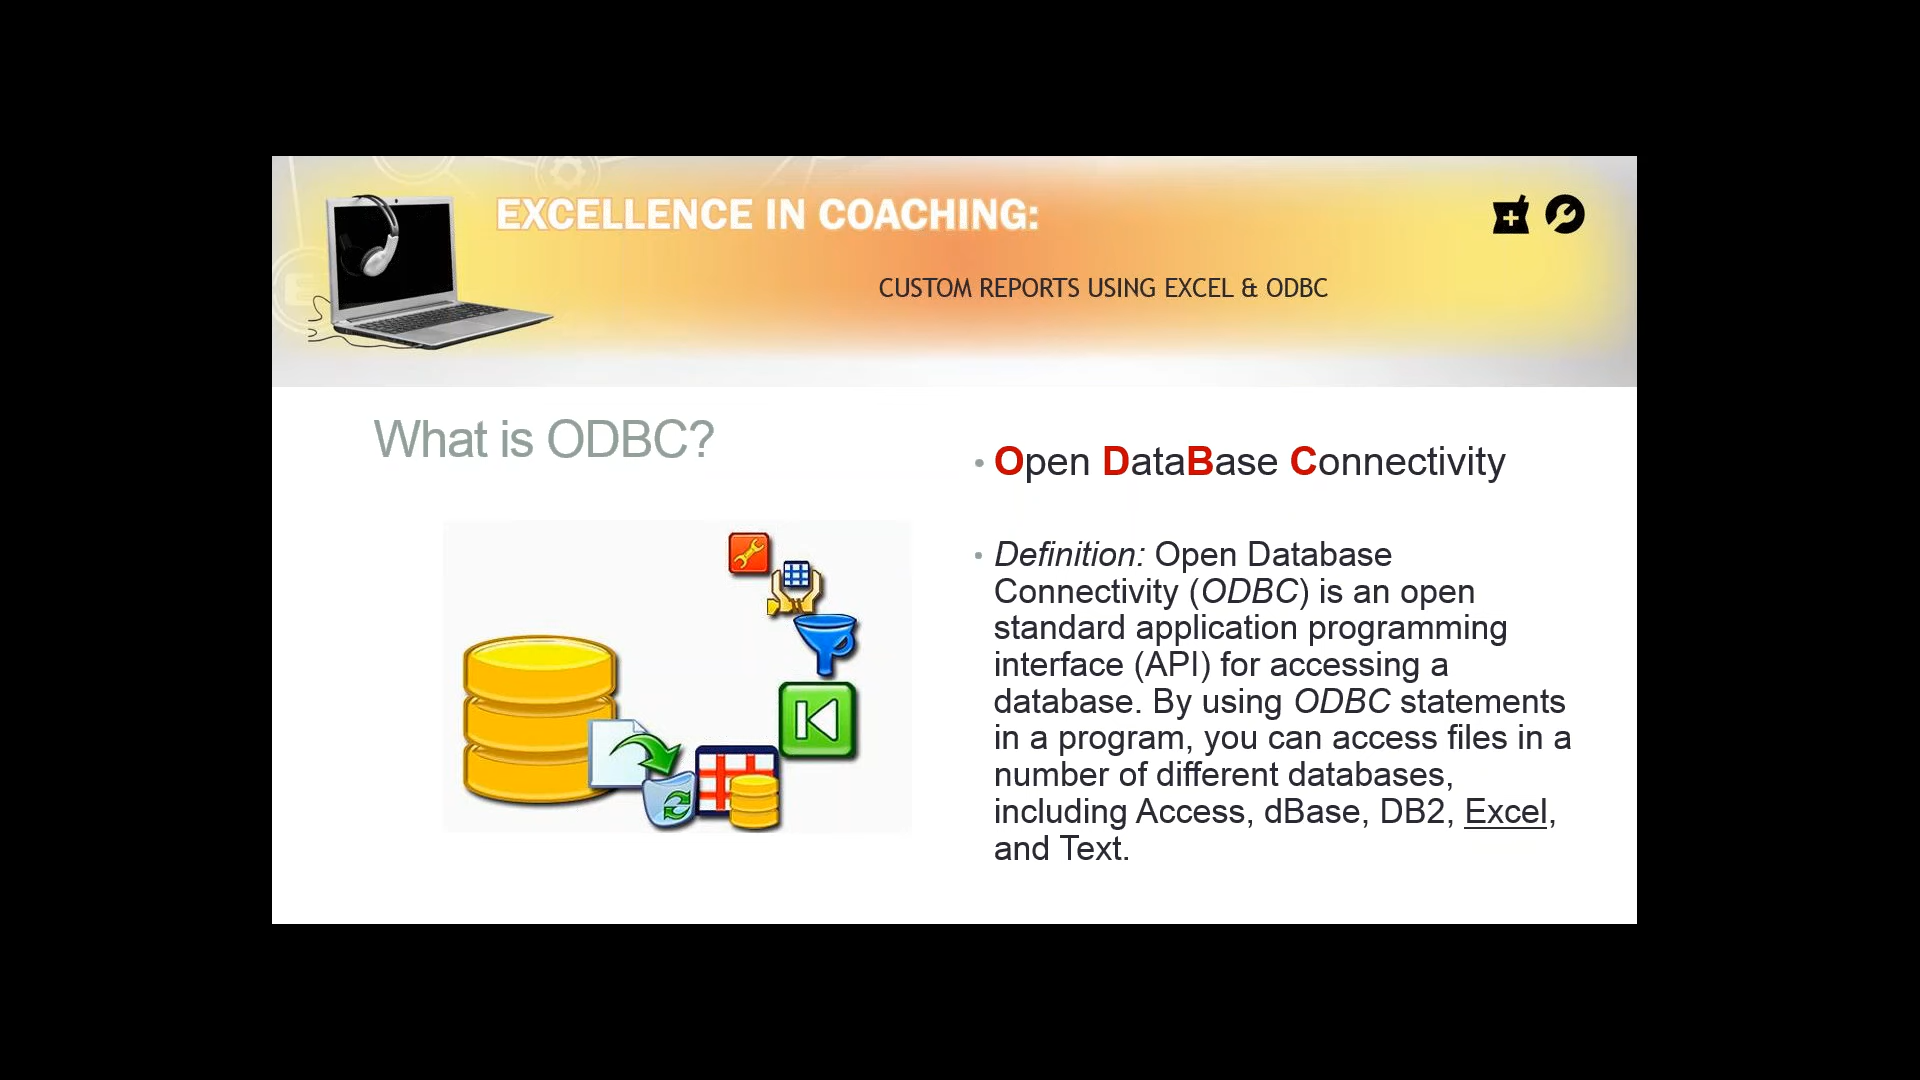 EXCELLENCE IN COACHING:
CUSTOM REPORTS USING EXCEL & ODBC
What is ODBC?
• Open DataBase Connectivity
• Definition: Open Database
Connectivity (ODBC) is an open
standard application programming
interface (API) for accessing a
database. By using ODBC statements
in a program, you can access files in a
number of different databases,
including Access, dBase, DB2, Excel,
and Text.